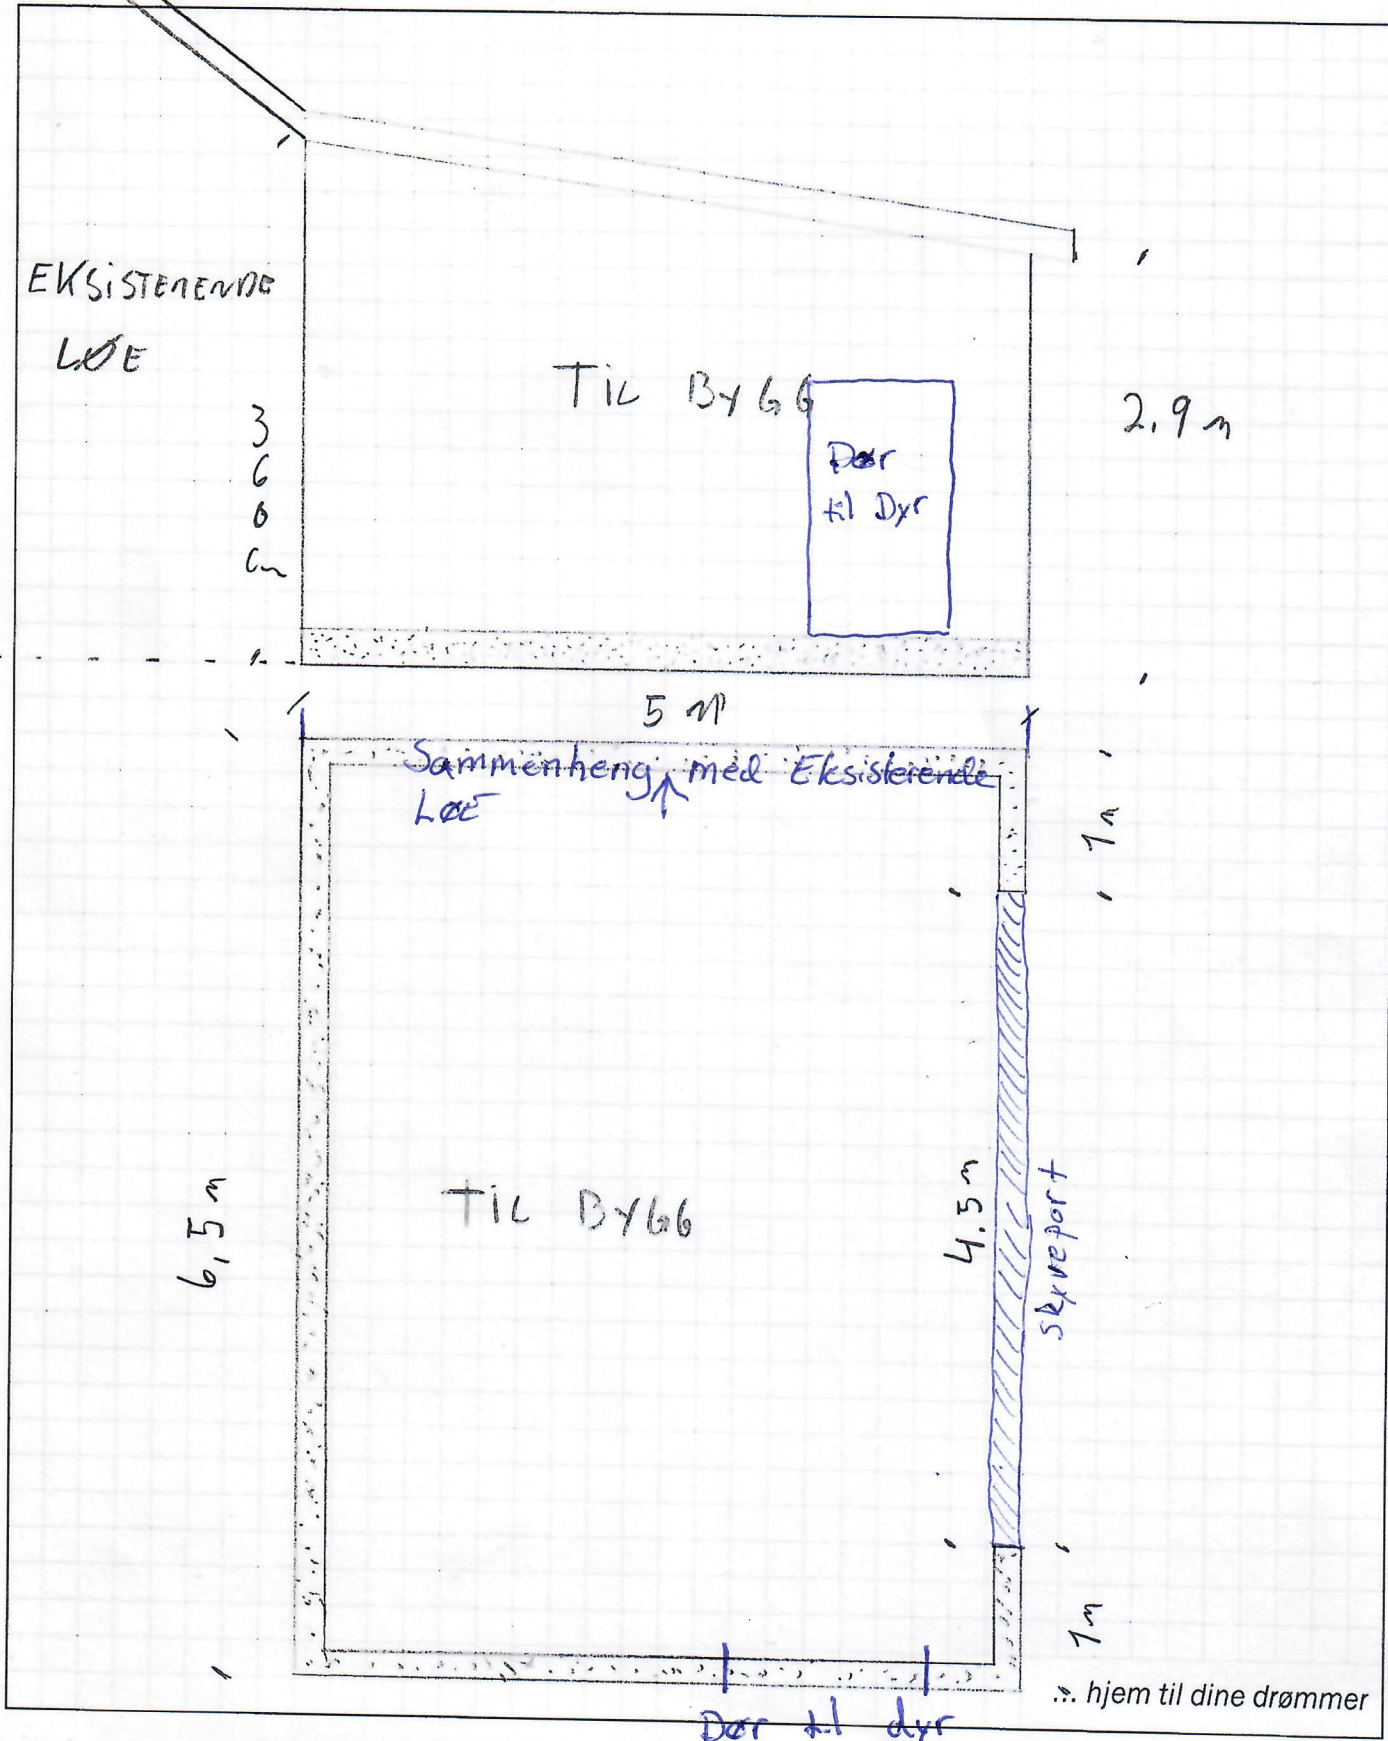 EKSISTERENDE
LØE
TIL BYGG
Dør
til Dyr
2.9 m
3
6
0
cm
5 M
Sammenheng med Eksisterende
LØE
1 m
6,5 m
TIL BYGG
4.5 m
skyveport
1 m
... hjem til dine drømmer
Dør til dyr